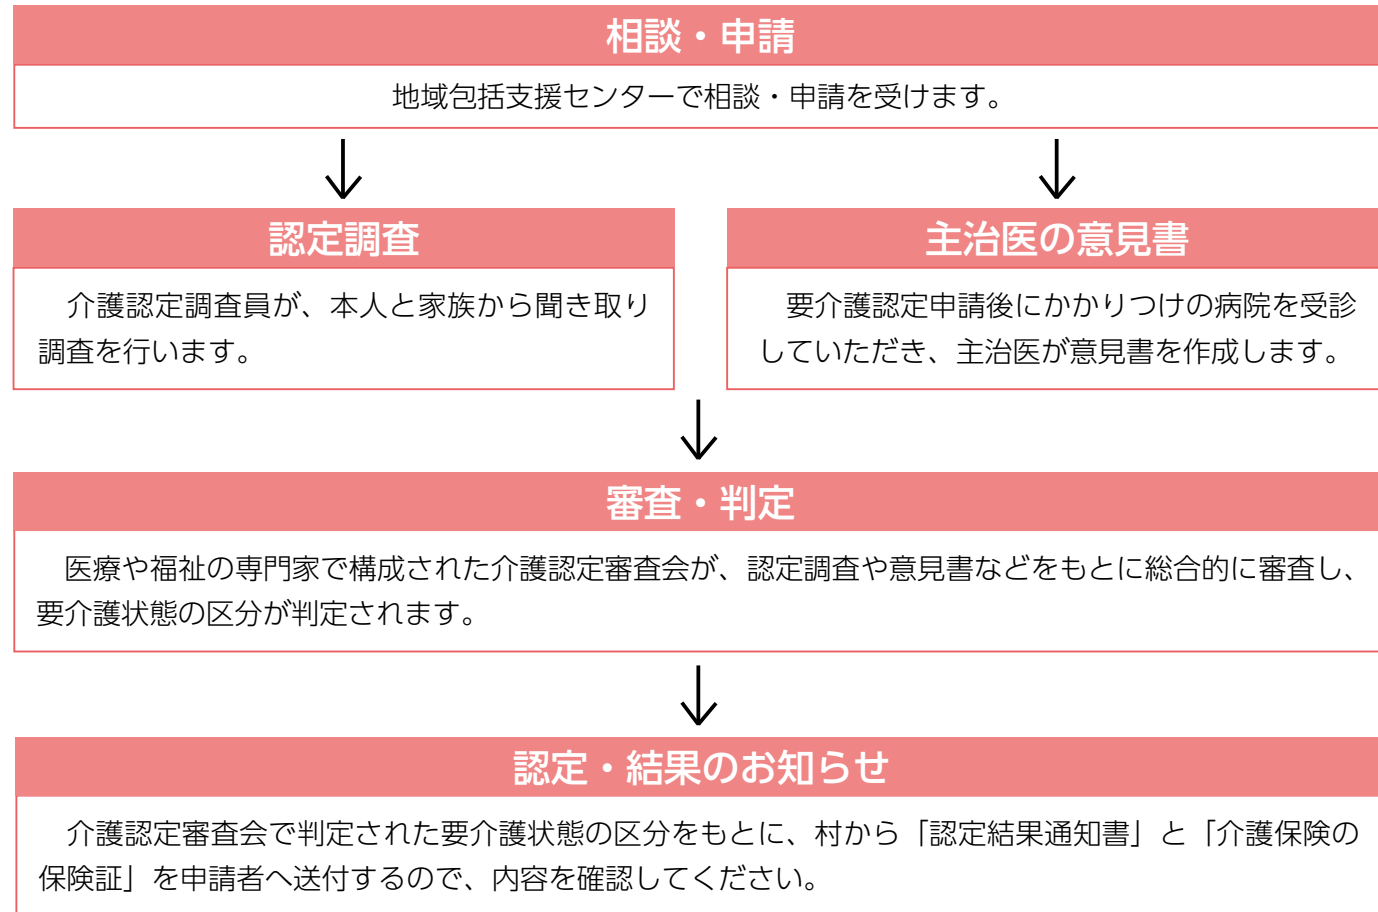 相談・申請
地域包括支援センターで相談・申請を受けます。
認定調査
介護認定調査員が、本人と家族から聞き取り
調査を行います。
主治医の意見書
要介護認定申請後にかかりつけの病院を受診
していただき、主治医が意見書を作成します。
審査・判定
医療や福祉の専門家で構成された介護認定審査会が、認定調査や意見書などをもとに総合的に審査し、
要介護状態の区分が判定されます。
認定・結果のお知らせ
介護認定審査会で判定された要介護状態の区分をもとに、村から「認定結果通知書」と「介護保険の
保険証」を申請者へ送付するので、内容を確認してください。